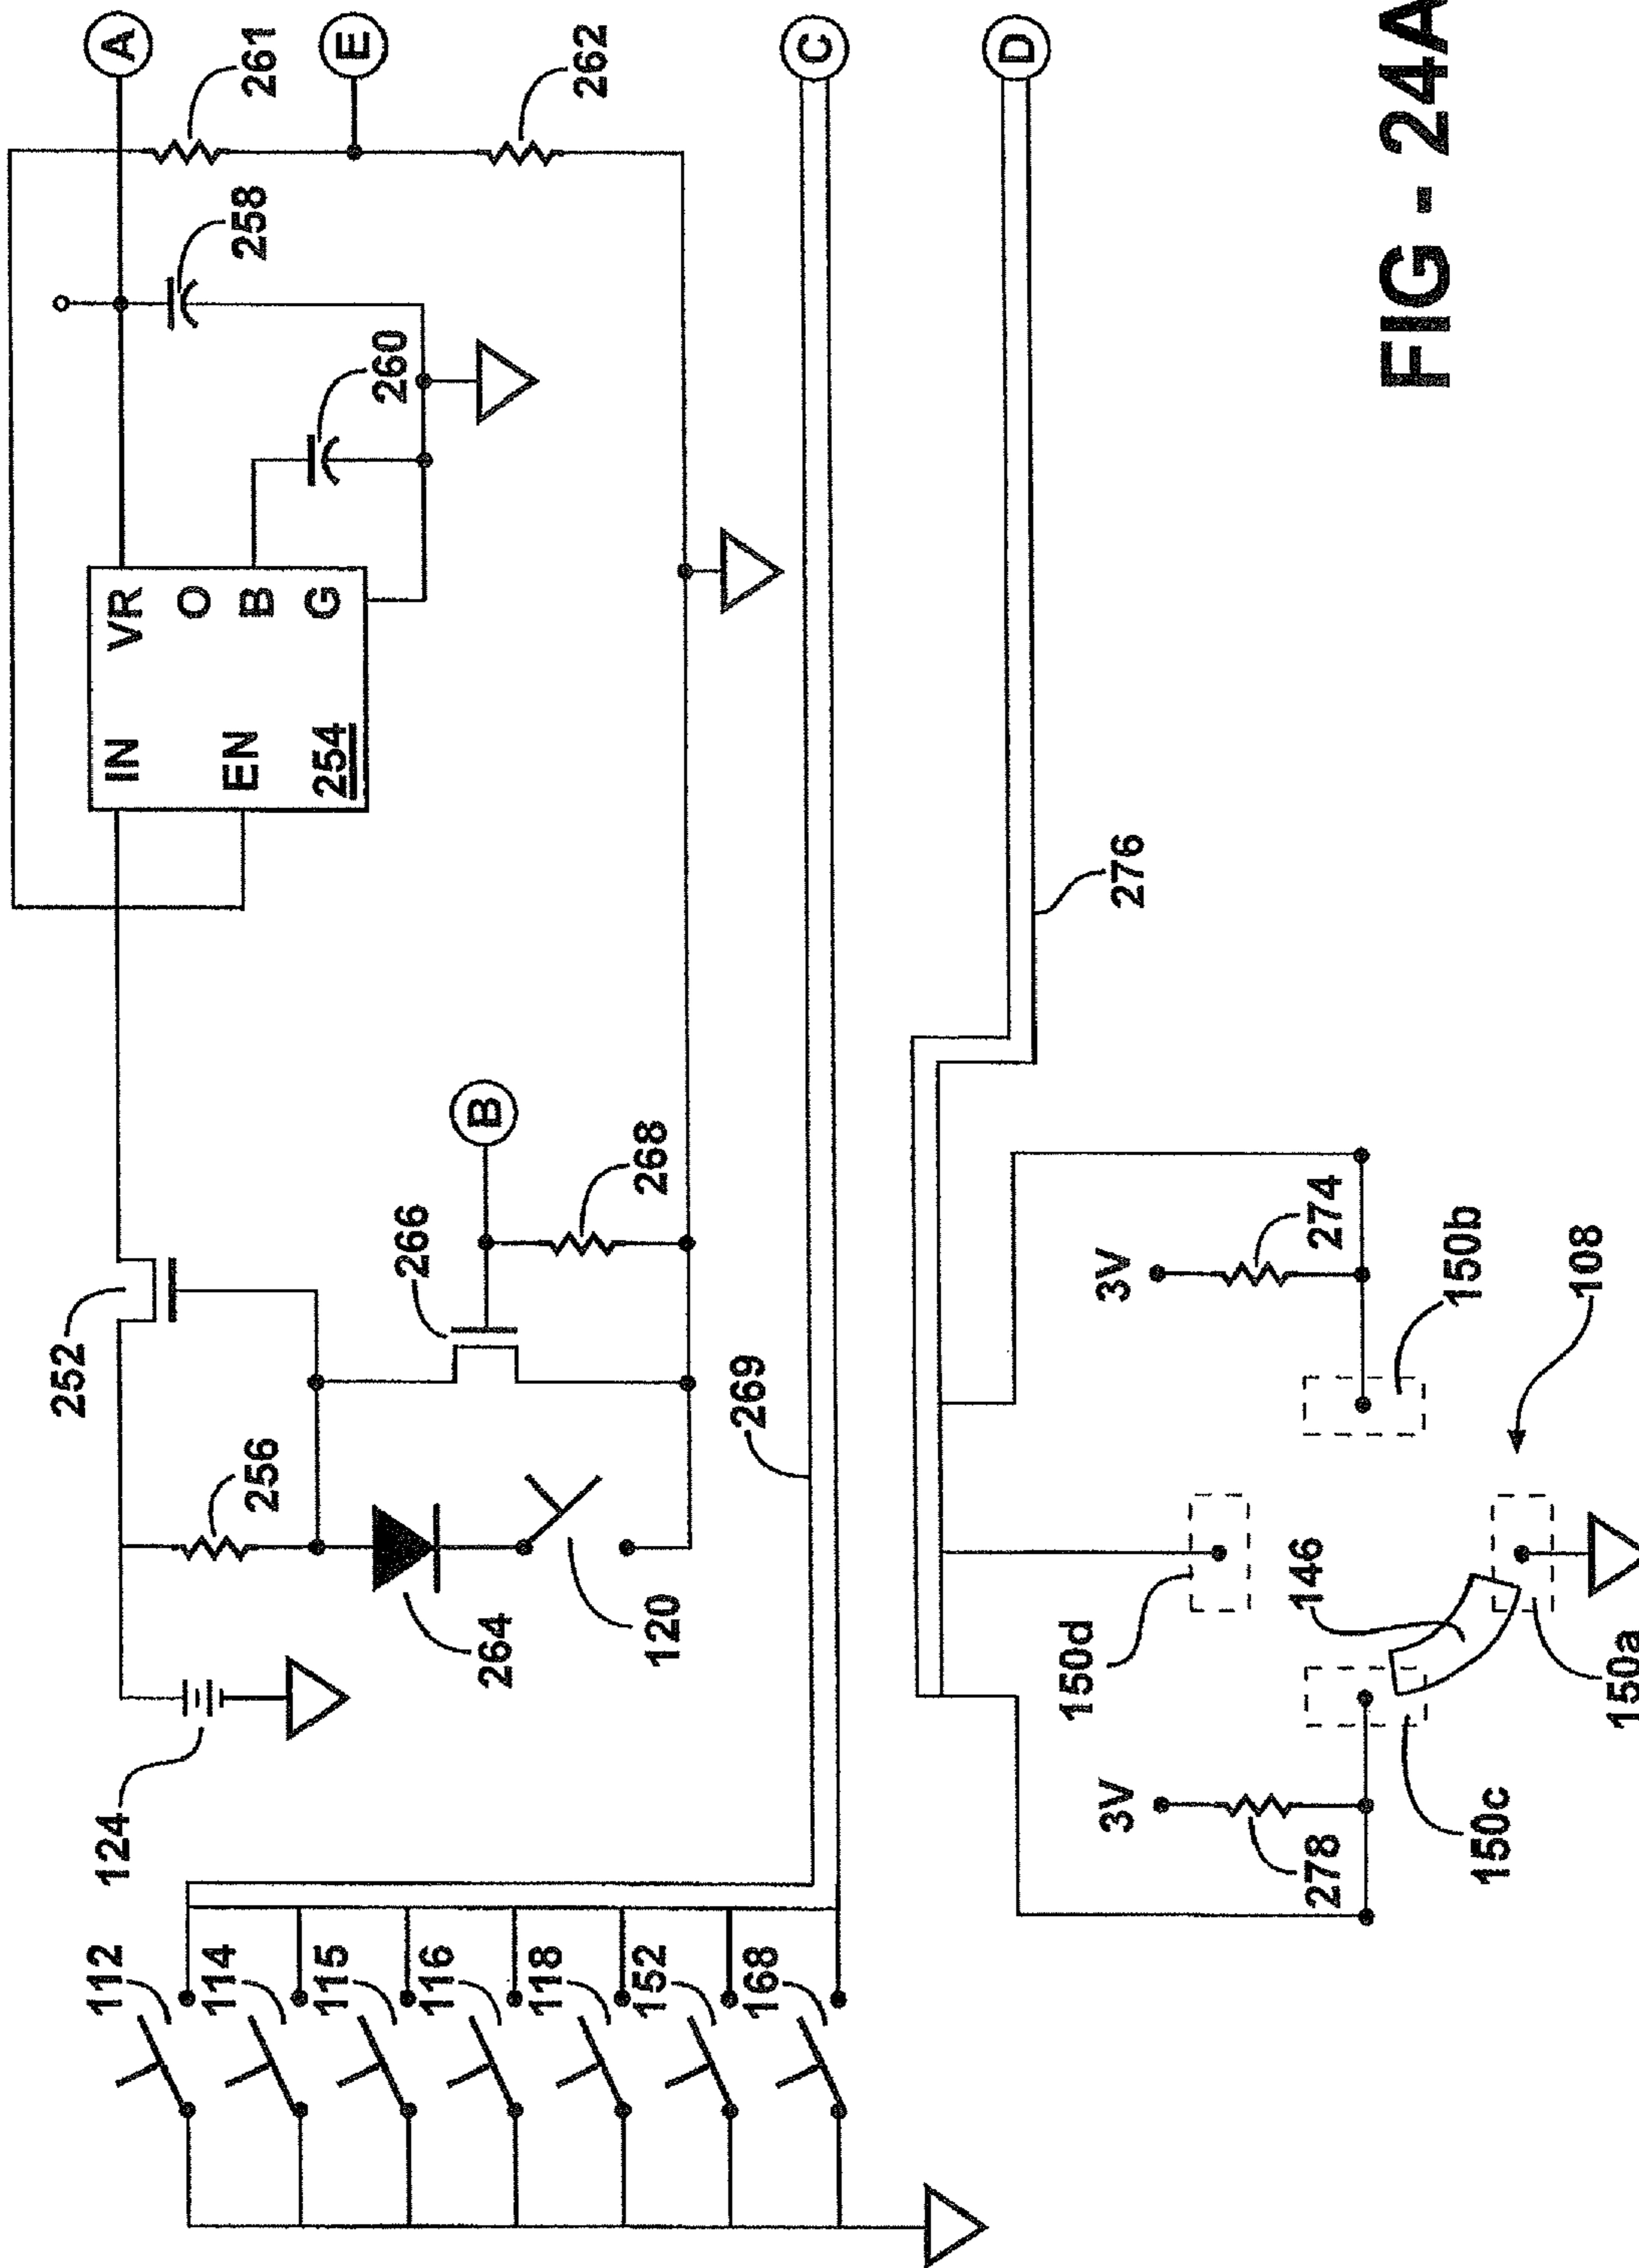 124
256
252
254
IN
EN
VR
O
B
G
258
260
A
261
E
262
264
120
266
B
268
112
114
115
116
118
152
168
269
C
D
276
3V
278
150c
150d
146
150a
3V
274
150b
108
FIG - 24A